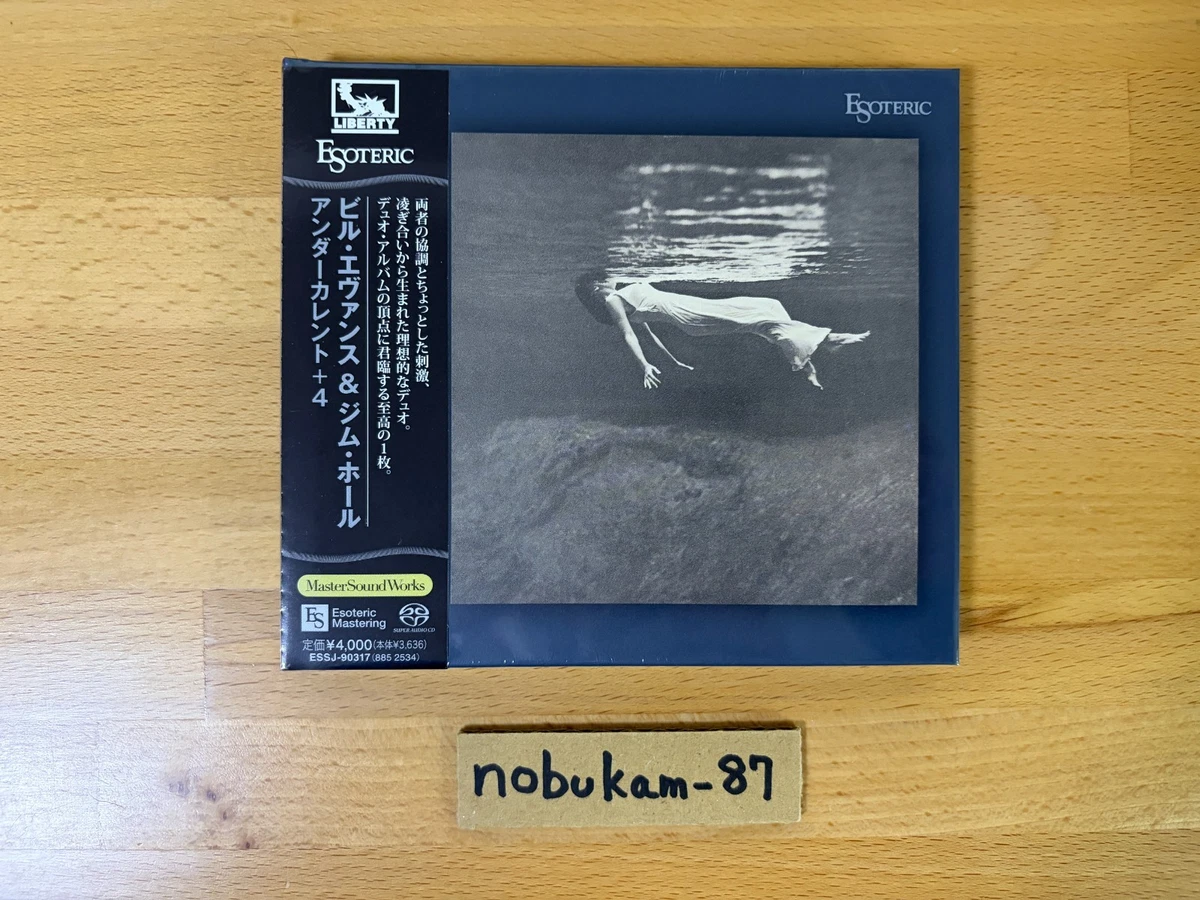 LIBERTY
ESOTERIC
両者の協調とちょっとした刺激、
凌ぎ合いから生まれた理想的なデュオ。
デュオ・アルバムの頂点に君臨する至高の1枚。
ビル・エヴァンス & ジム・ホール
アンダーカレント +4
MasterSoundWorks
ES Esoteric
Mastering
SUPER AUDIO CD
定価¥4,000(本体¥3,636)
ESSJ-90317(885 2534)
ESOTERIC
nobukam-87